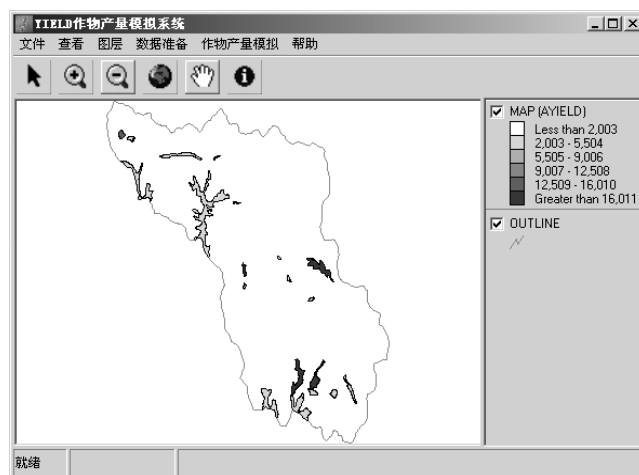 YIELD作物产量模拟系统
文件 查看 图层 数据准备 作物产量模拟 帮助
MAP (AYIELD)
Less than 2,003
2,003 - 5,504
5,505 - 9,006
9,007 - 12,508
12,509 - 16,010
Greater than 16,011
OUTLINE
就绪